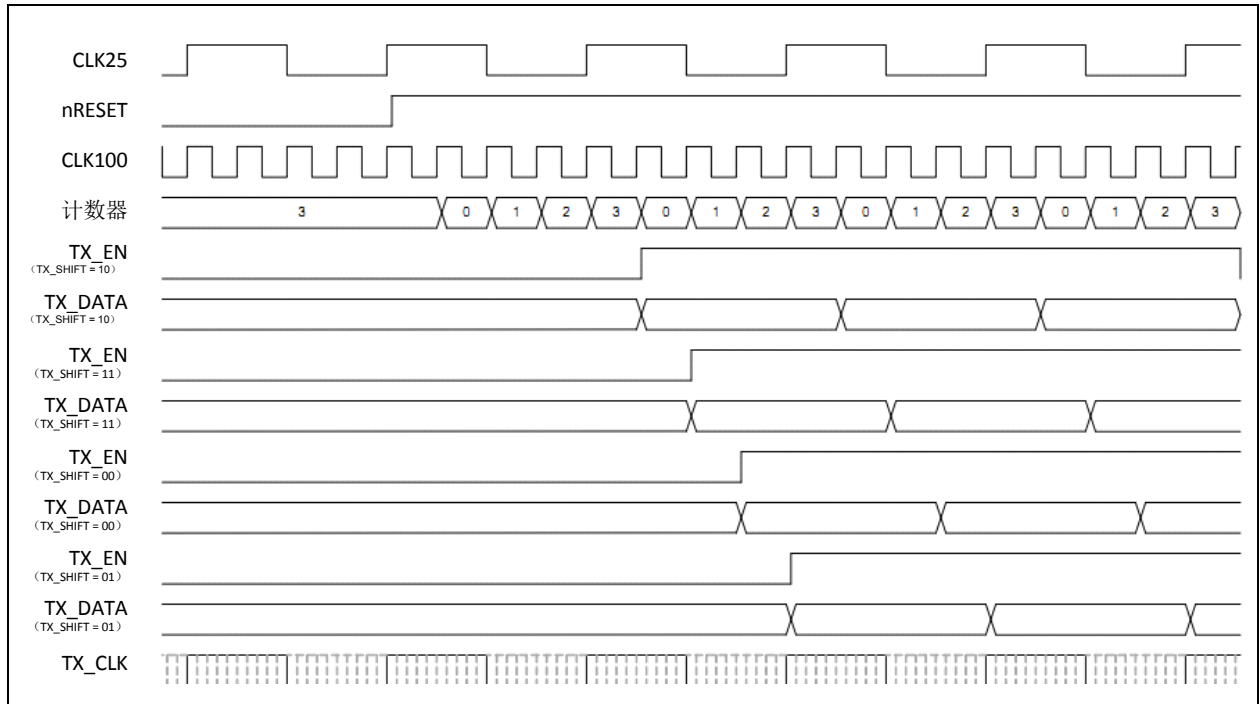 CLK25
nRESET
CLK100
计数器 3 0 1 2 3 0 1 2 3 0 1 2 3 0 1 2 3
TX_EN
（TX_SHIFT = 10）
TX_DATA
（TX_SHIFT = 10）
TX_EN
（TX_SHIFT = 11）
TX_DATA
（TX_SHIFT = 11）
TX_EN
（TX_SHIFT = 00）
TX_DATA
（TX_SHIFT = 00）
TX_EN
（TX_SHIFT = 01）
TX_DATA
（TX_SHIFT = 01）
TX_CLK